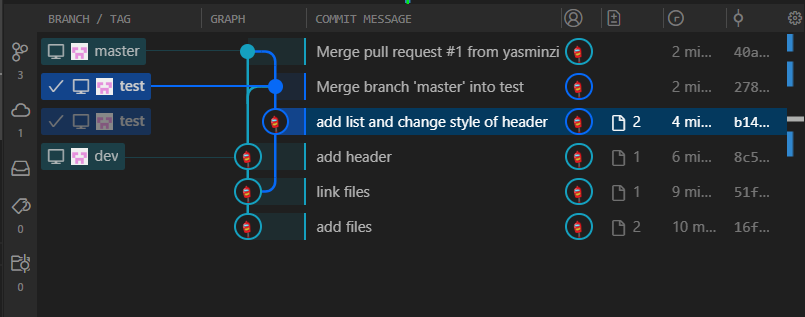 BRANCH / TAG GRAPH COMMIT MESSAGE
master Merge pull request #1 from yasminzi 2 mi... 40a...
test Merge branch 'master' into test 2 mi... 278...
test add list and change style of header 2 4 mi... b14...
dev add header 1 6 mi... 8c5...
link files 1 9 mi... 51f...
add files 2 10 m... 16f...
3
1
2
0
0